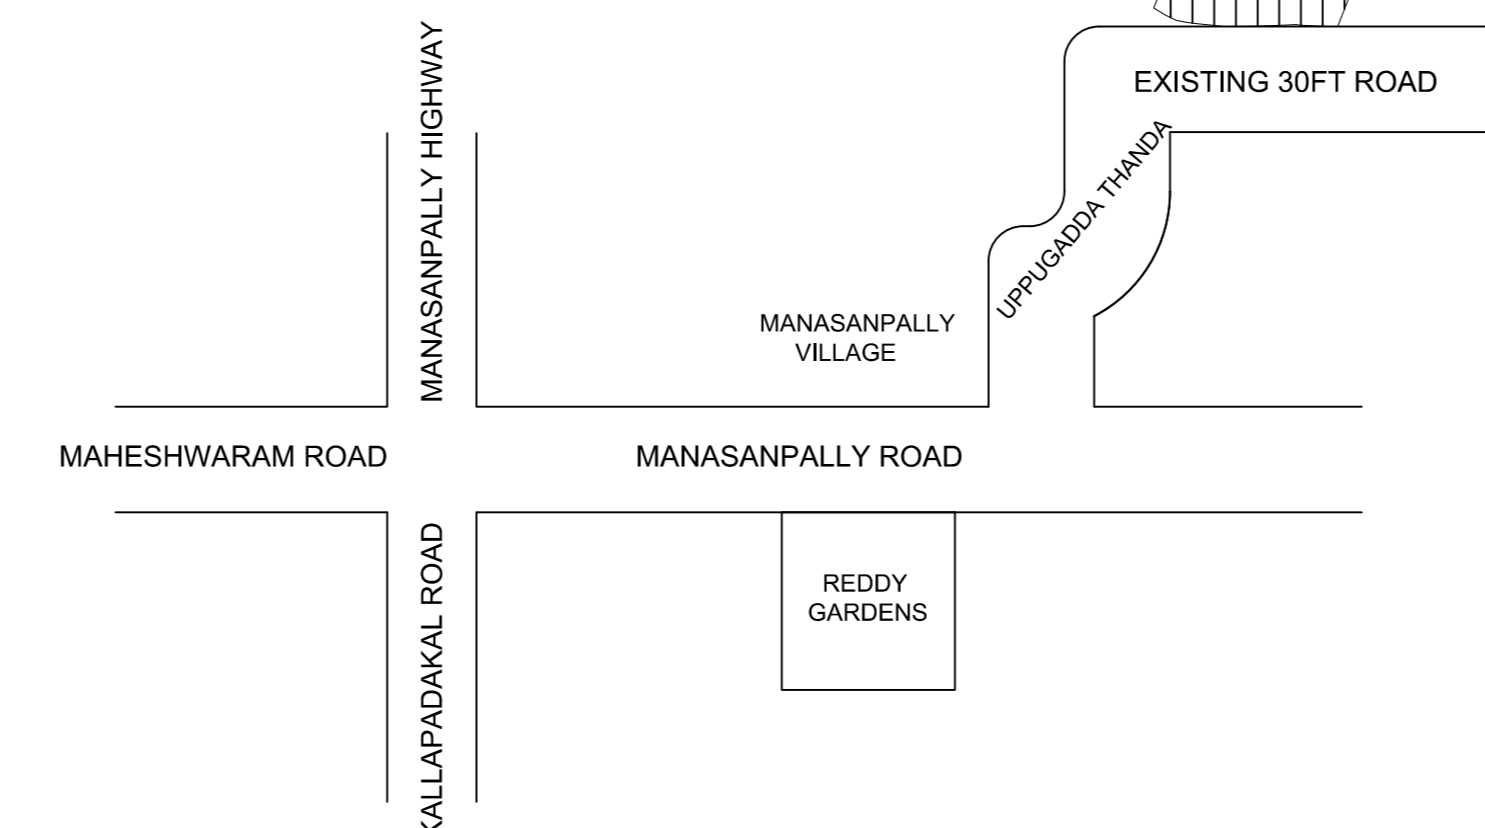 MANASANPALLY HIGHWAY
EXISTING 30FT ROAD
UPPUGADDA THANDA
MANASANPALLY
VILLAGE
MAHESHWARAM ROAD
MANASANPALLY ROAD
KALLAPADAKAL ROAD
REDDY
GARDENS